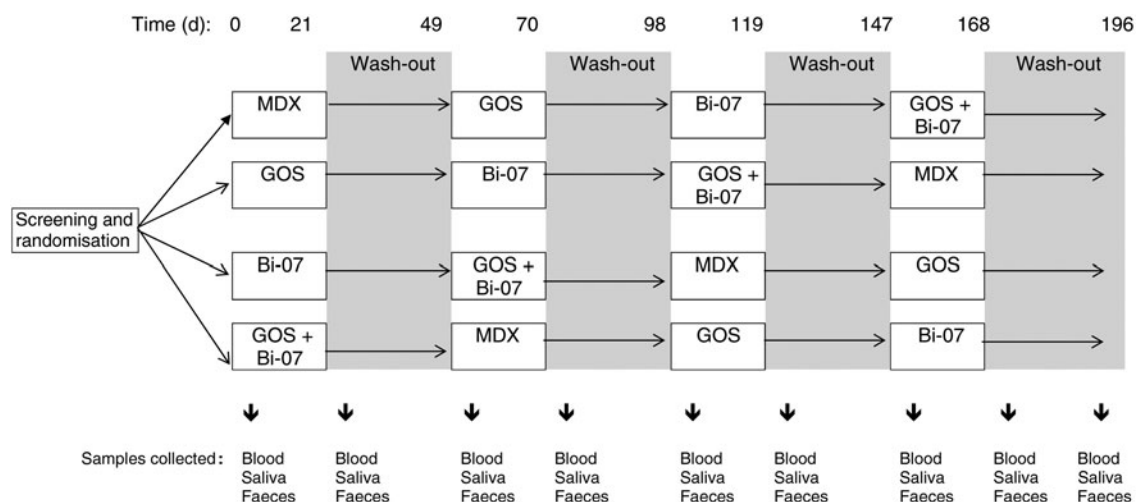 Time (d): 0 21 49 70 98 119 147 168 196
Wash-out Wash-out Wash-out Wash-out
MDX GOS Bi-07 GOS +
Bi-07
GOS Bi-07 GOS +
Bi-07 MDX
Screening and
randomisation
Bi-07 GOS +
Bi-07 MDX GOS
GOS +
Bi-07 MDX GOS Bi-07
Samples collected: Blood Blood Blood Blood Blood Blood Blood Blood Blood
Saliva Saliva Saliva Saliva Saliva Saliva Saliva Saliva Saliva
Faeces Faeces Faeces Faeces Faeces Faeces Faeces Faeces Faeces